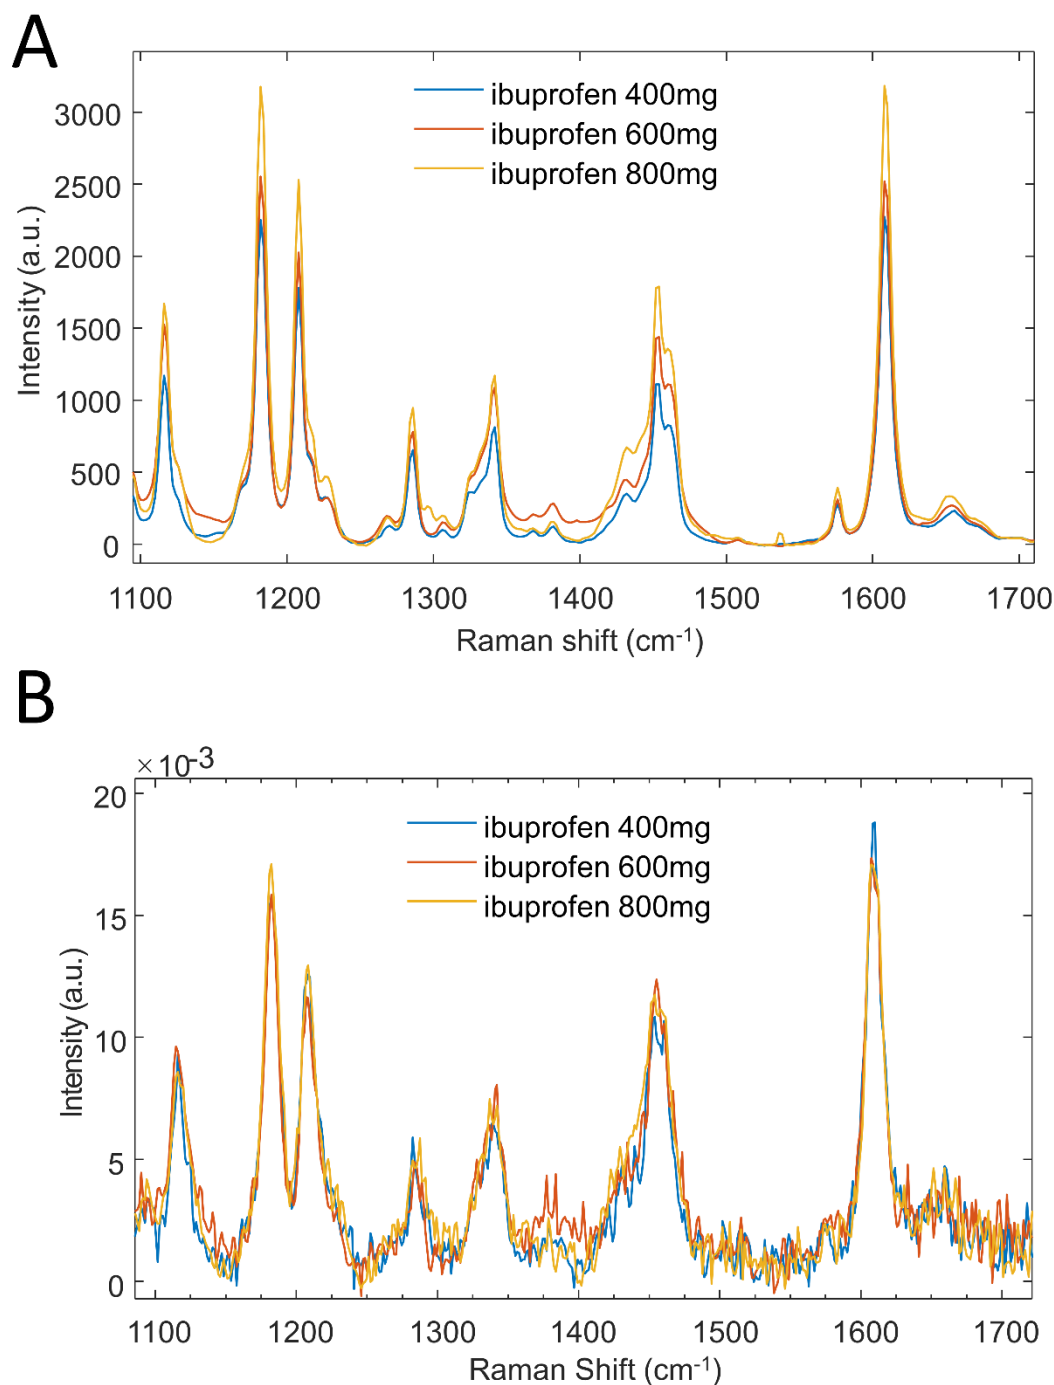 A
ibuprofen 400mg
ibuprofen 600mg
ibuprofen 800mg
3000
2500
2000
1500
1000
500
0
Intensity (a.u.)
1100 1200 1300 1400 1500 1600 1700
Raman shift (cm-1)
B
×10-3
ibuprofen 400mg
ibuprofen 600mg
ibuprofen 800mg
20
15
10
5
0
Intensity (a.u.)
1100 1200 1300 1400 1500 1600 1700
Raman Shift (cm-1)